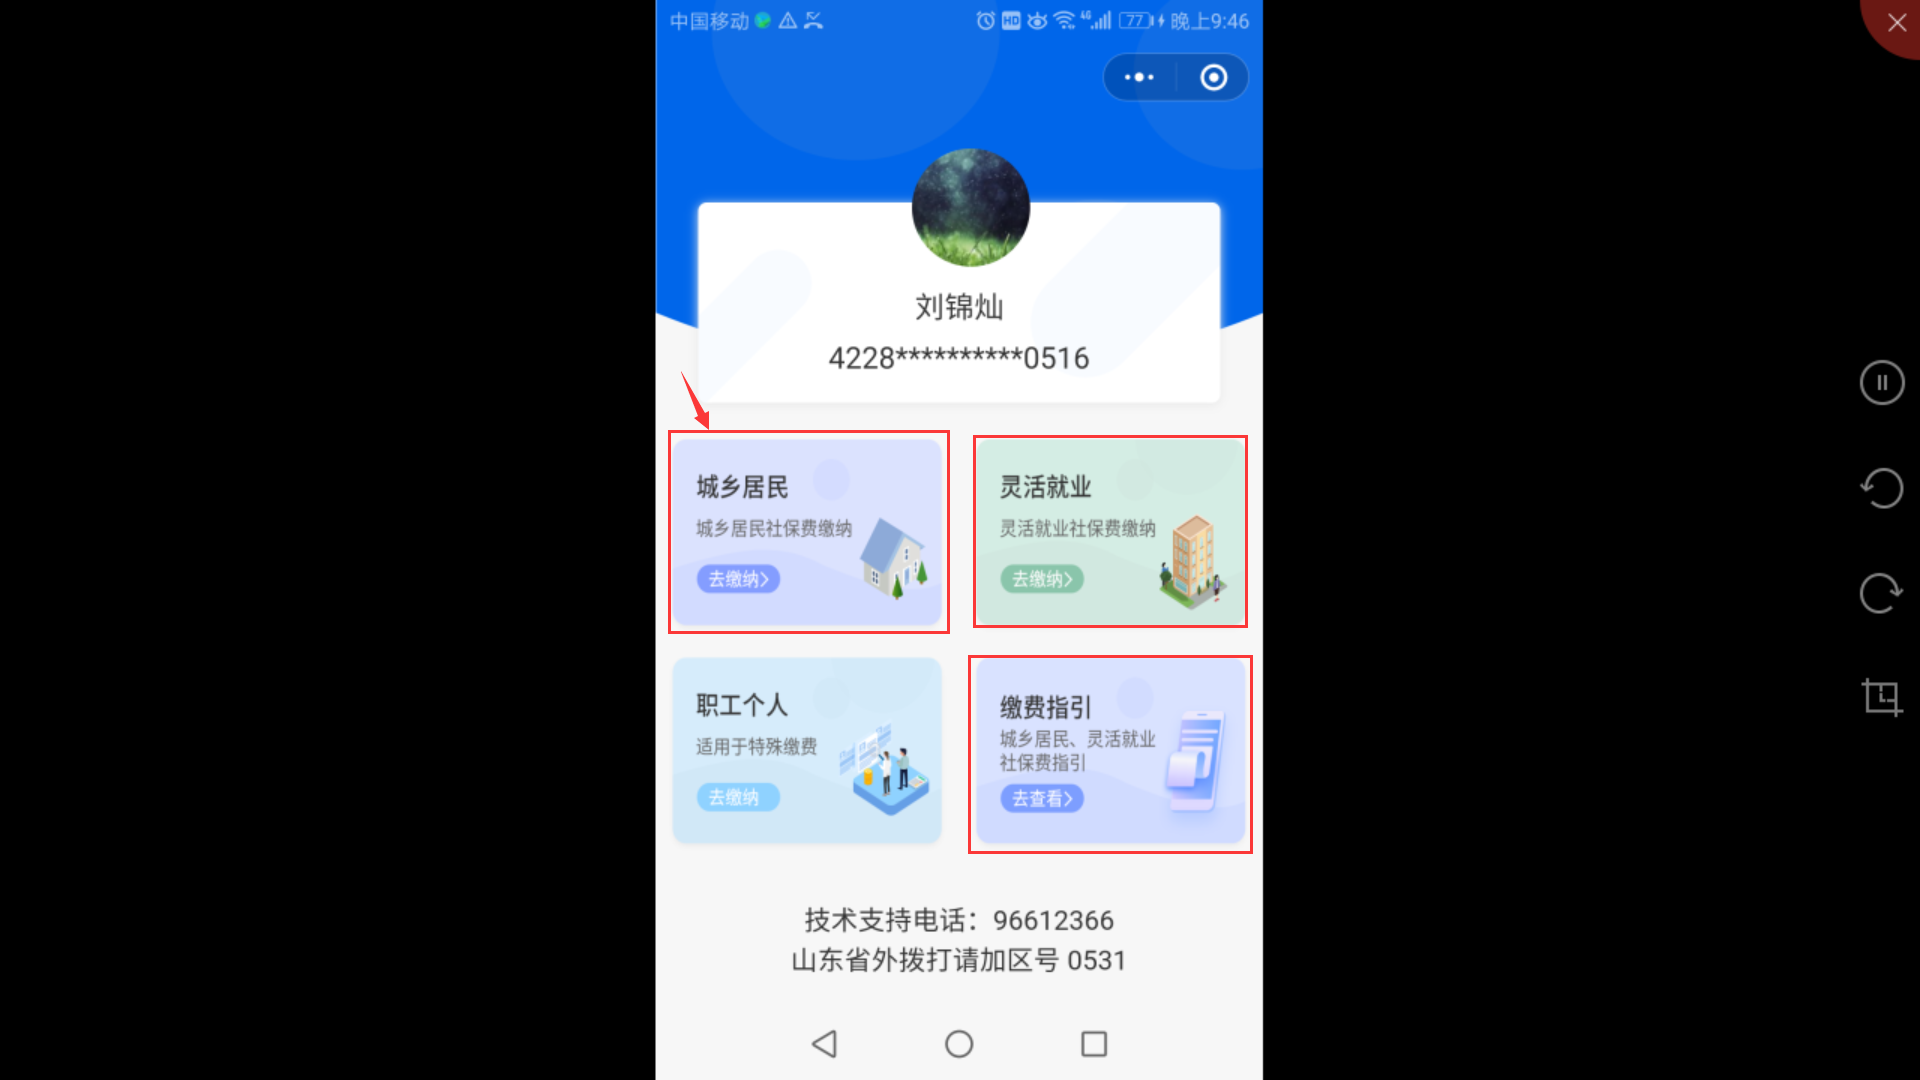 中国移动 HD 4G 77 晚上9:46
刘锦灿
4228**********0516
城乡居民
城乡居民社保费缴纳
去缴纳>
灵活就业
灵活就业社保费缴纳
去缴纳>
职工个人
适用于特殊缴费
去缴纳
缴费指引
城乡居民、灵活就业
社保费指引
去查看>
技术支持电话：96612366
山东省外拨打请加区号 0531